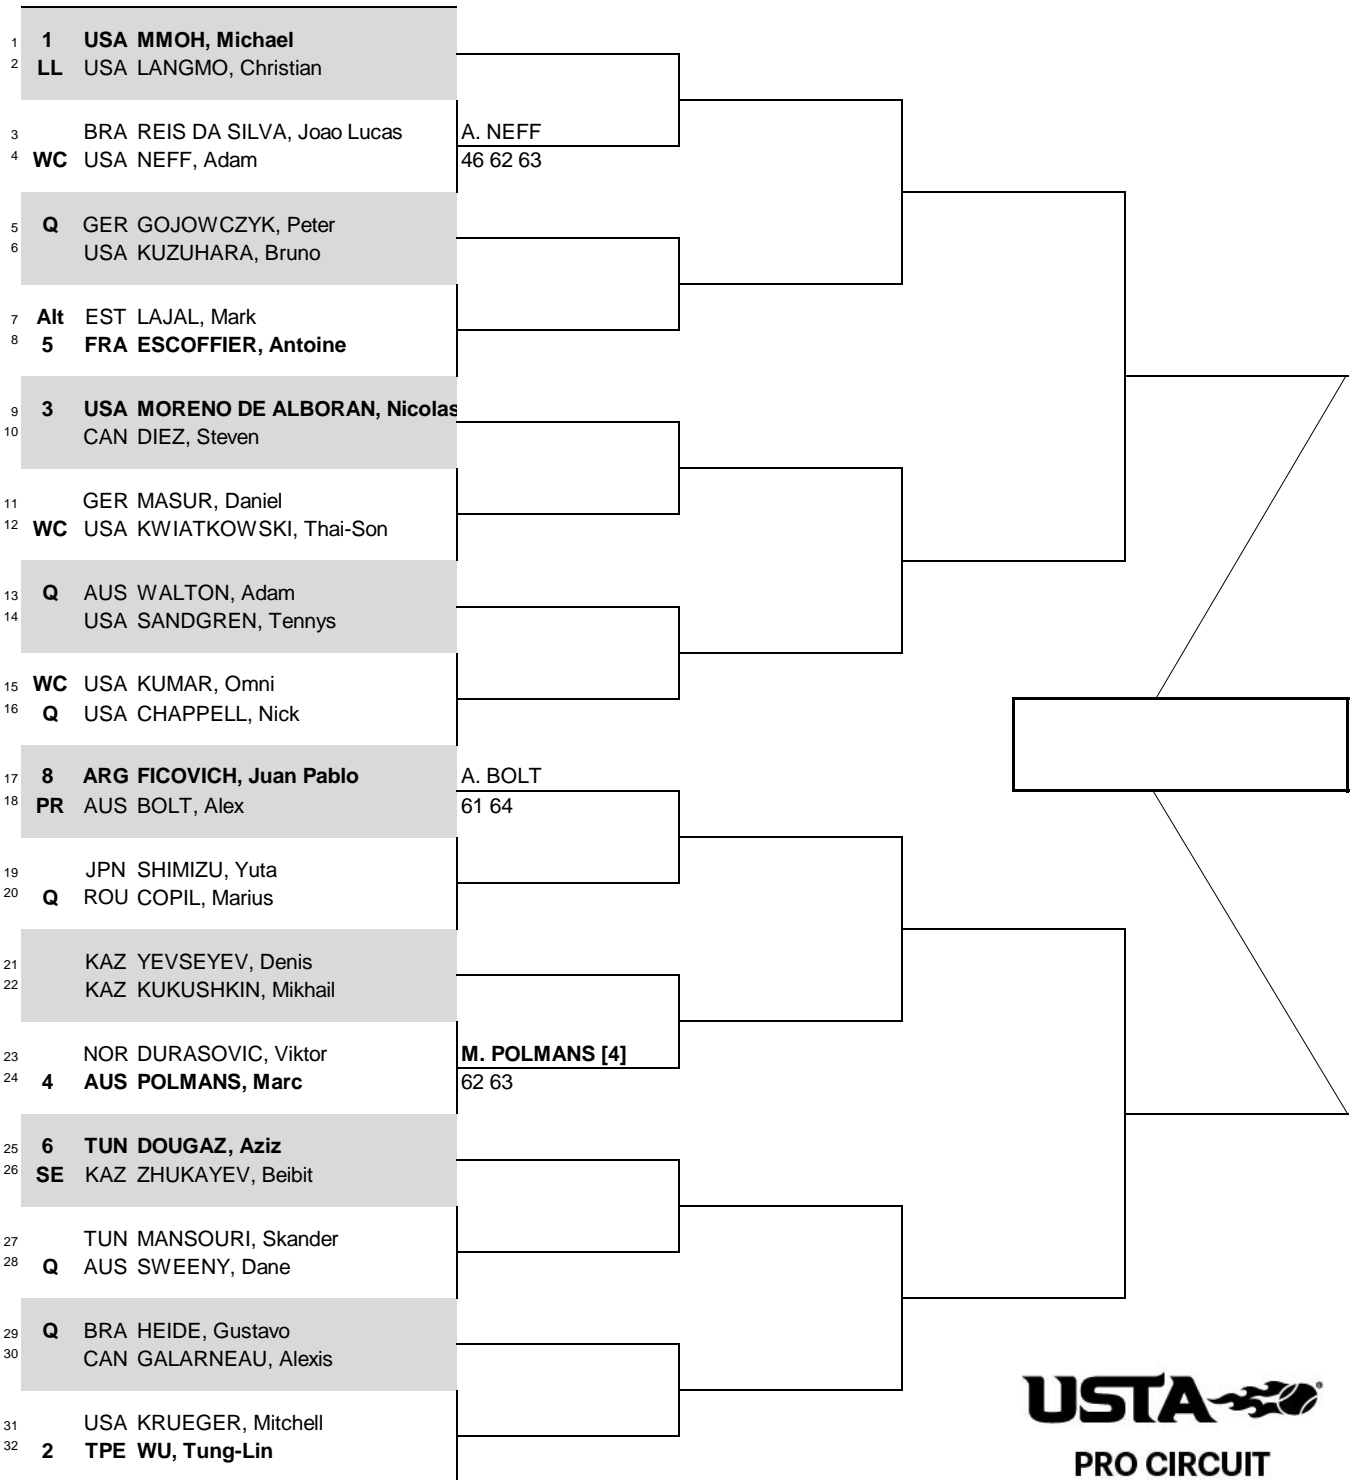 1 1 USA MMOH, Michael
2 LL USA LANGMO, Christian
3 BRA REIS DA SILVA, Joao Lucas A. NEFF
4 WC USA NEFF, Adam 46 62 63
5 Q GER GOJOWCZYK, Peter
6 USA KUZUHARA, Bruno
7 Alt EST LAJAL, Mark
8 5 FRA ESCOFFIER, Antoine
9 3 USA MORENO DE ALBORAN, Nicolas
10 CAN DIEZ, Steven
11 GER MASUR, Daniel
12 WC USA KWIATKOWSKI, Thai-Son
13 Q AUS WALTON, Adam
14 USA SANDGREN, Tennys
15 WC USA KUMAR, Omni
16 Q USA CHAPPELL, Nick
17 8 ARG FICOVICH, Juan Pablo A. BOLT
18 PR AUS BOLT, Alex 61 64
19 JPN SHIMIZU, Yuta
20 Q ROU COPIL, Marius
21 KAZ YEVSEYEV, Denis
22 KAZ KUKUSHKIN, Mikhail
23 NOR DURASOVIC, Viktor M. POLMANS [4]
24 4 AUS POLMANS, Marc 62 63
25 6 TUN DOUGAZ, Aziz
26 SE KAZ ZHUKAYEV, Beibit
27 TUN MANSOURI, Skander
28 Q AUS SWEENY, Dane
29 Q BRA HEIDE, Gustavo
30 CAN GALARNEAU, Alexis
31 USA KRUEGER, Mitchell
32 2 TPE WU, Tung-Lin
USTA
PRO CIRCUIT